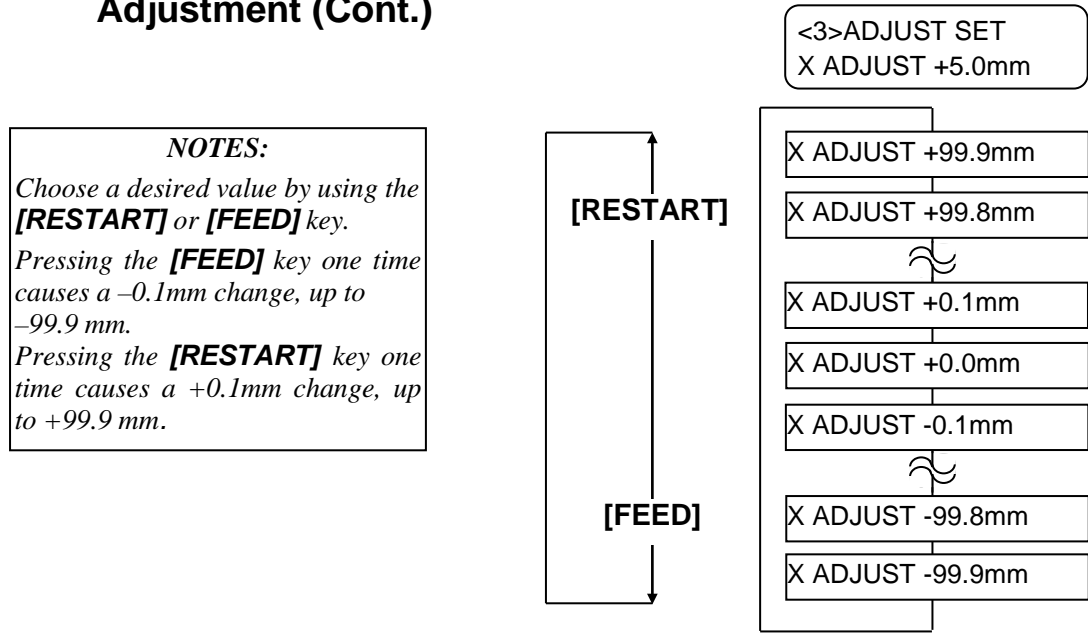 Adjustment (Cont.)
<3>ADJUST SET
X ADJUST +5.0mm
NOTES:
Choose a desired value by using the
[RESTART] or [FEED] key.
Pressing the [FEED] key one time
causes a –0.1mm change, up to
–99.9 mm.
Pressing the [RESTART] key one
time causes a +0.1mm change, up
to +99.9 mm.
[RESTART]
[FEED]
X ADJUST +99.9mm
X ADJUST +99.8mm
X ADJUST +0.1mm
X ADJUST +0.0mm
X ADJUST -0.1mm
X ADJUST -99.8mm
X ADJUST -99.9mm